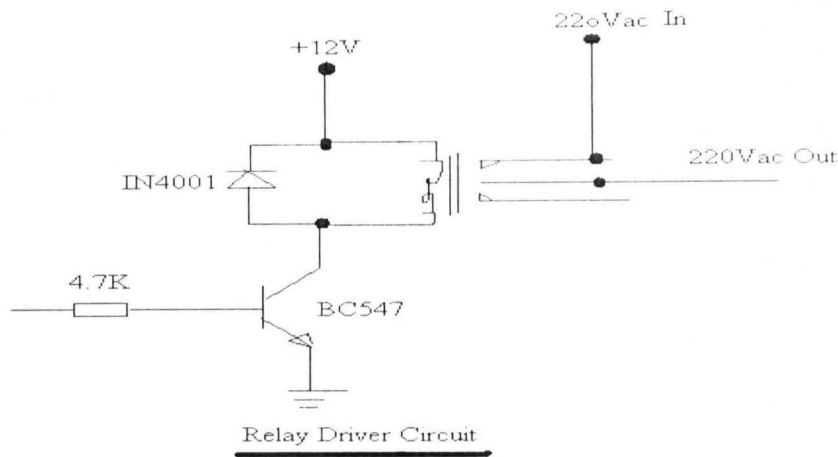 22oVac In
+12V
220Vac Out
IN4001
4.7K
BC547
Relay Driver Circuit